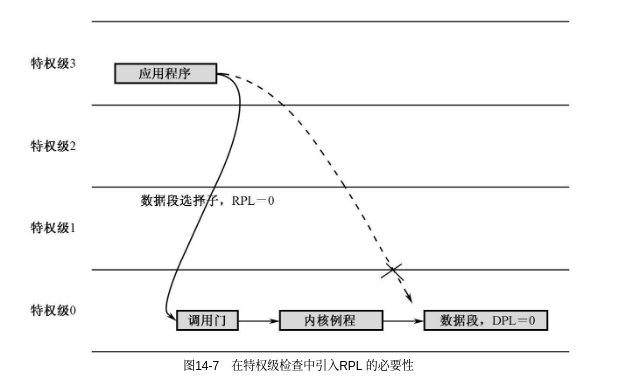 特权级3
应用程序
特权级2
数据段选择子，RPL＝0
特权级1
特权级0
调用门
内核例程
数据段，DPL＝0
图14-7 在特权级检查中引入RPL 的必要性